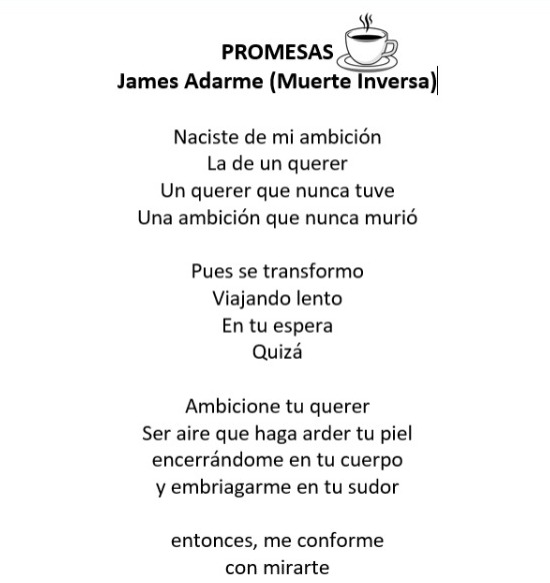 PROMESAS
James Adarme (Muerte Inversa)
Naciste de mi ambición
La de un querer
Un querer que nunca tuve
Una ambición que nunca murió
Pues se transformo
Viajando lento
En tu espera
Quizá
Ambicione tu querer
Ser aire que haga arder tu piel
encerrándome en tu cuerpo
y embriagarme en tu sudor
entonces, me conforme
con mirarte